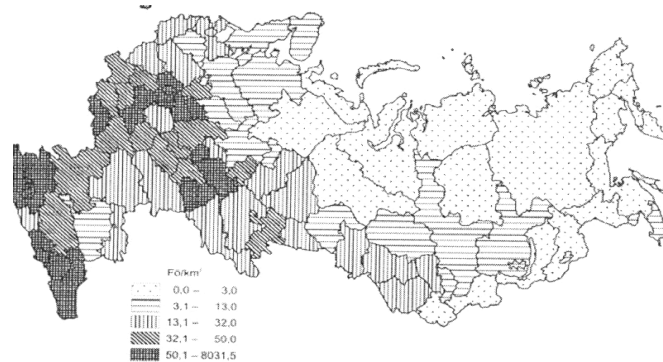 Fő/km²
0,0 – 3,0
3,1 – 13,0
13,1 – 32,0
32,1 – 50,0
50,1 – 8031,5